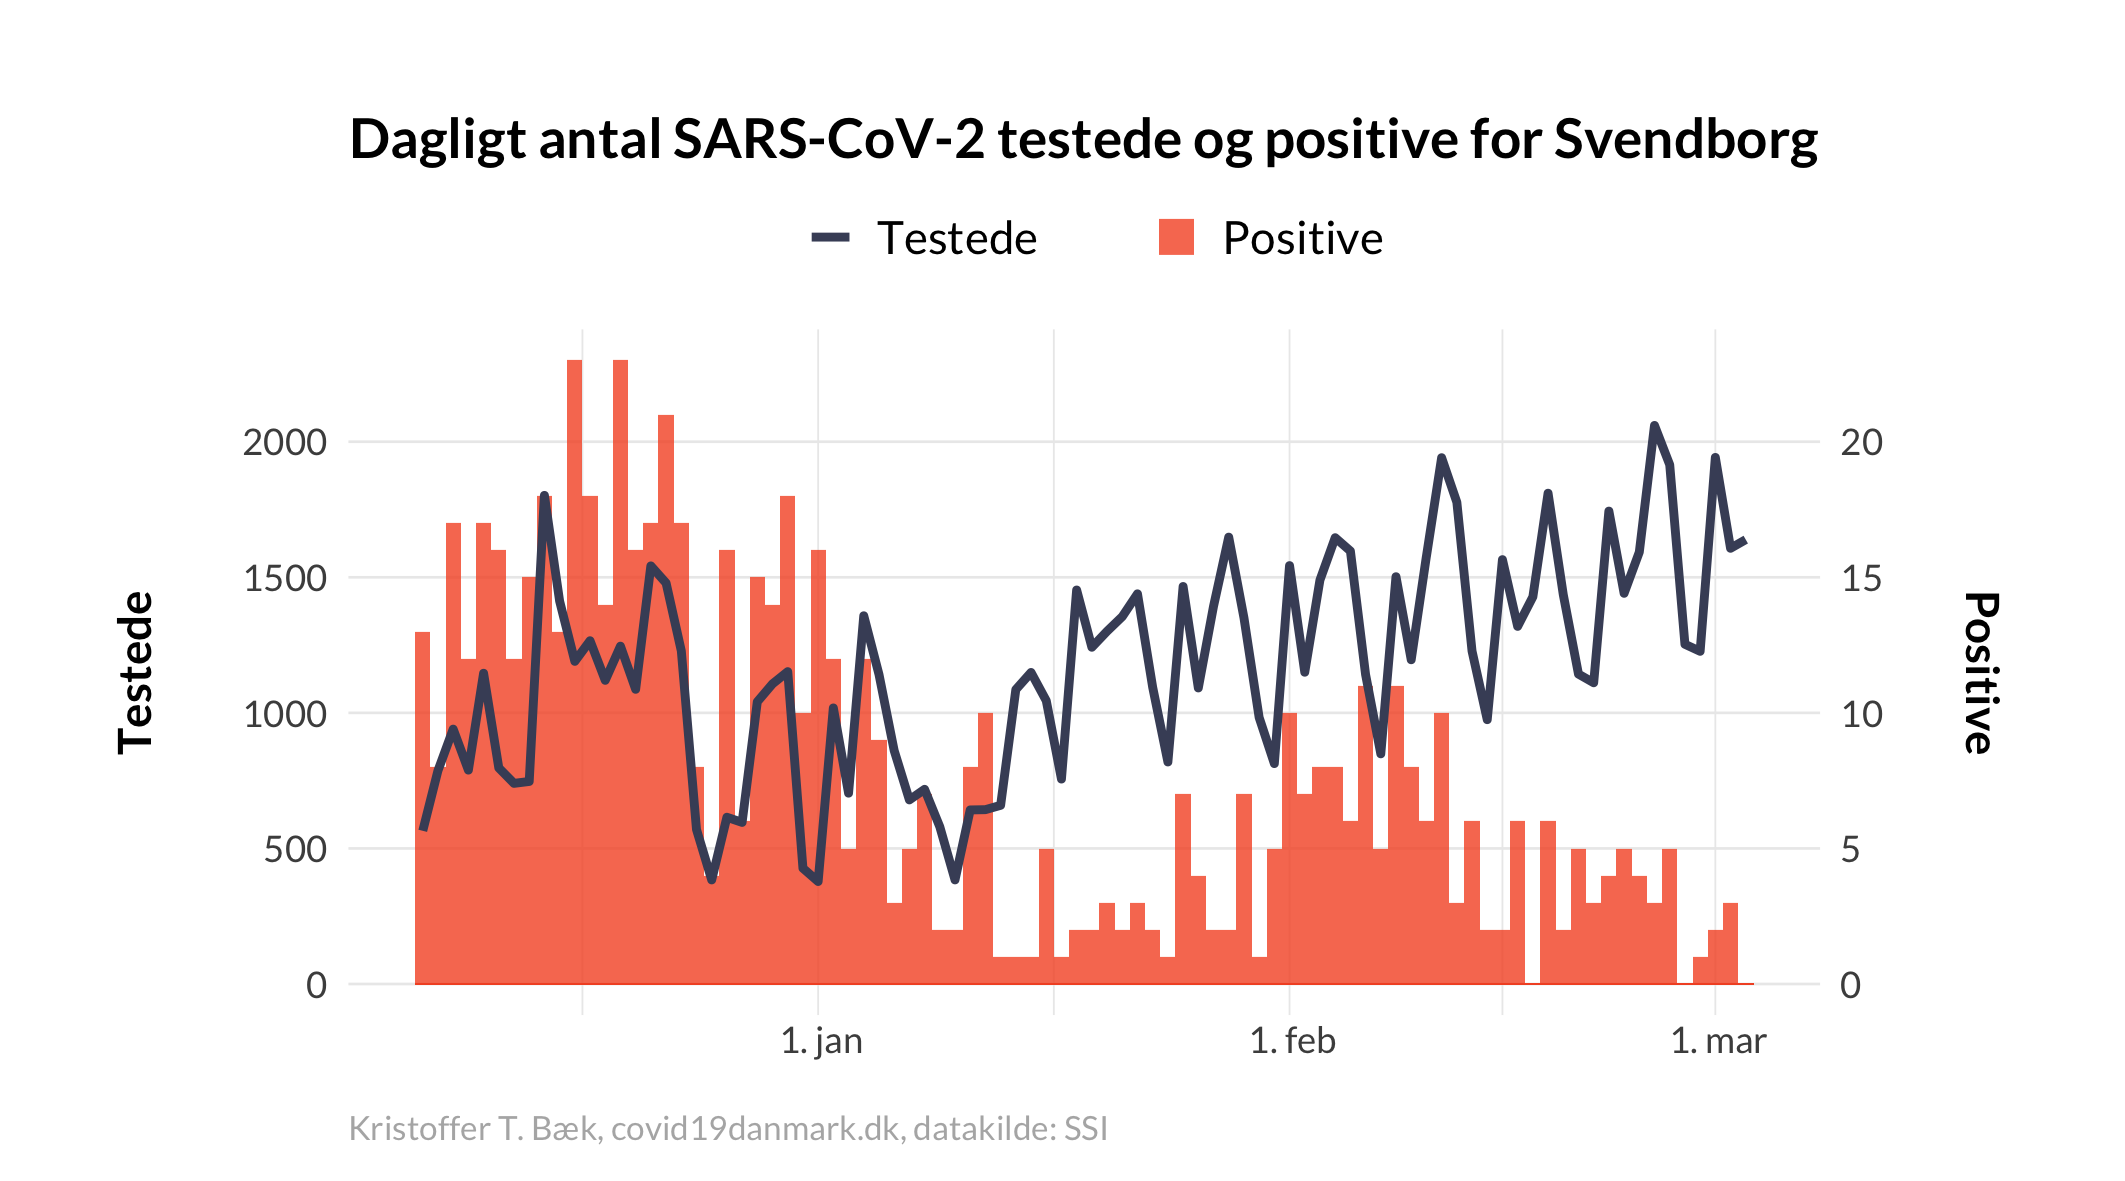 Dagligt antal SARS-CoV-2 testede og positive for Svendborg
Testede Positive
2000 20
1500 15
1000 10
500 5
0 0
Testede
Positive
1. jan 1. feb 1. mar
Kristoffer T. Bæk, covid19danmark.dk, datakilde: SSI